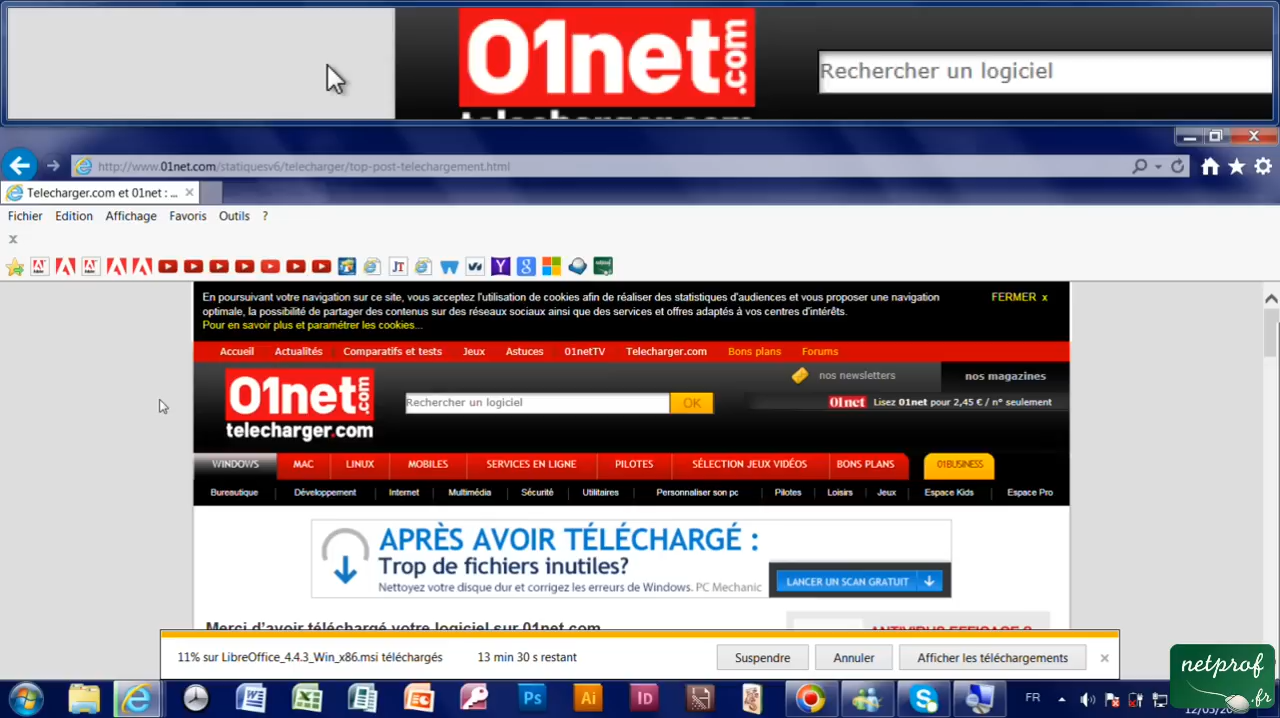 01net.com
Rechercher un logiciel
http://www.01net.com/statiquesv6/telecharger/top-post-telechargement.html
Telecharger.com et 01net : ...
Fichier Edition Affichage Favoris Outils ?
x
En poursuivant votre navigation sur ce site, vous acceptez l'utilisation de cookies afin de réaliser des statistiques d'audiences et vous proposer une navigation
optimale, la possibilité de partager des contenus sur des réseaux sociaux ainsi que des services et offres adaptés à vos centres d'intérêts.
Pour en savoir plus et paramétrer les cookies...
FERMER x
Accueil Actualités Comparatifs et tests Jeux Astuces 01netTV Telecharger.com Bons plans Forums
nos newsletters nos magazines
01net.com
telecharger.com
Rechercher un logiciel OK
01net Lisez 01net pour 2,45 € / n° seulement
WINDOWS MAC LINUX MOBILES SERVICES EN LIGNE PILOTES SÉLECTION JEUX VIDÉOS BONS PLANS 01BUSINESS
Bureautique Développement Internet Multimédia Sécurité Utilitaires Personnaliser son pc Pilotes Loisirs Jeux Espace Kids Espace Pro
APRÈS AVOIR TÉLÉCHARGÉ :
Trop de fichiers inutiles?
Nettoyez votre disque dur et corrigez les erreurs de Windows. PC Mechanic
LANCER UN SCAN GRATUIT
Merci d'avoir téléchargé votre logiciel sur 01net.com
ANTIVIRUS EFFICACE ?
11% sur LibreOffice_4.4.3_Win_x86.msi téléchargés 13 min 30 s restant
Suspendre Annuler Afficher les téléchargements
netprof
.fr
Ps Ai ID
FR